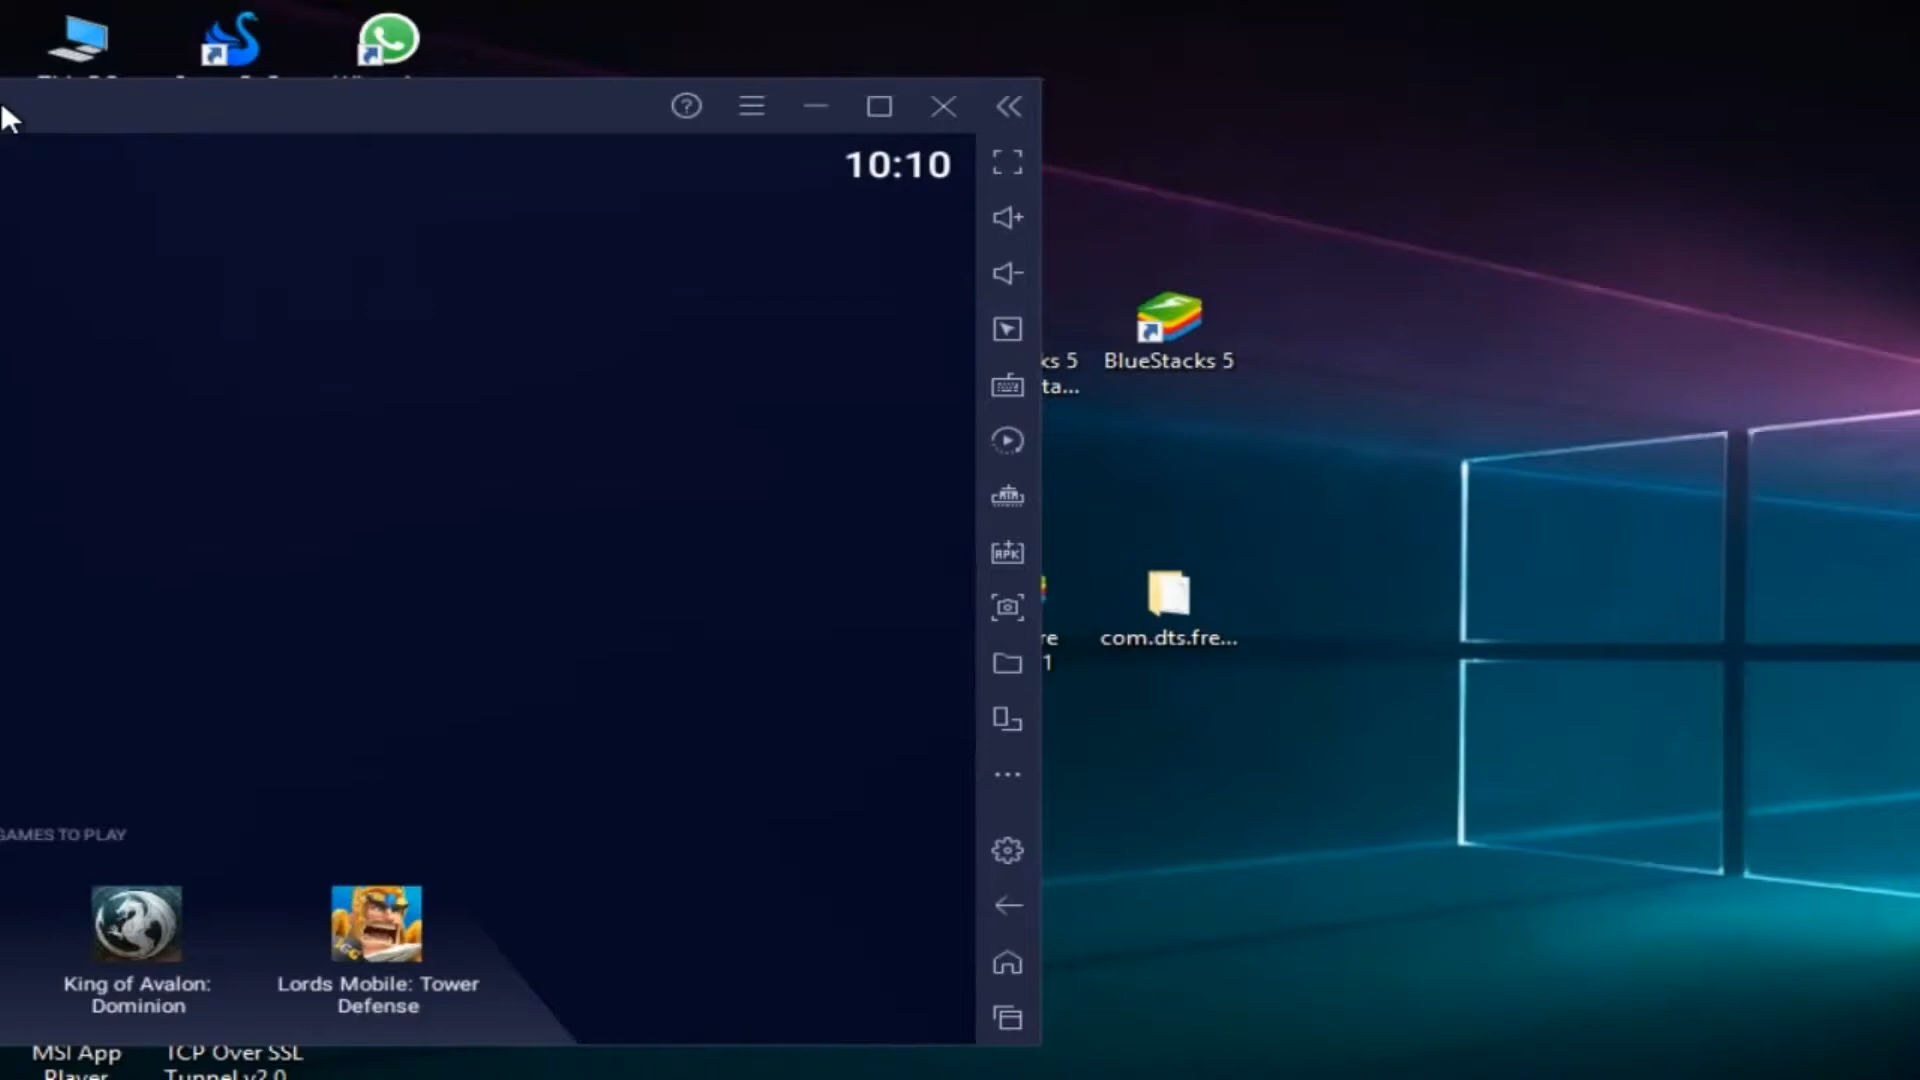 10:10
ks 5
ta...
BlueStacks 5
re
1
com.dts.fre...
GAMES TO PLAY
King of Avalon:
Dominion
Lords Mobile: Tower
Defense
MSI App
Player
TCP Over SSL
Tunnel v2.0
APK